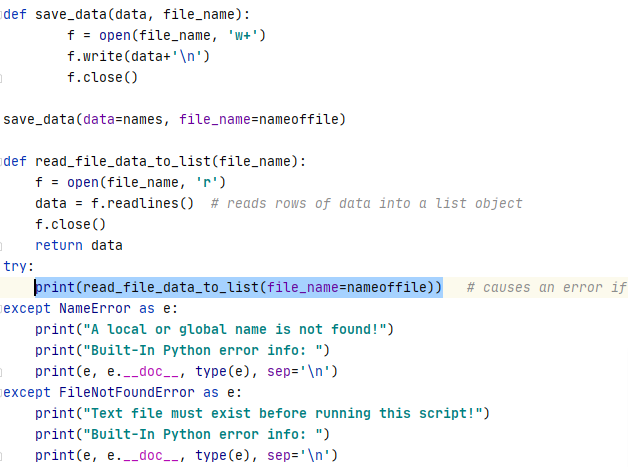 def save_data(data, file_name):
        f = open(file_name, 'w+')
        f.write(data+'\n')
        f.close()
save_data(data=names, file_name=nameoffile)
def read_file_data_to_list(file_name):
    f = open(file_name, 'r')
    data = f.readlines()  # reads rows of data into a list object
    f.close()
    return data
try:
    print(read_file_data_to_list(file_name=nameoffile))   # causes an error if
except NameError as e:
    print("A local or global name is not found!")
    print("Built-In Python error info: ")
    print(e, e.__doc__, type(e), sep='\n')
except FileNotFoundError as e:
    print("Text file must exist before running this script!")
    print("Built-In Python error info: ")
    print(e, e.__doc__, type(e), sep='\n')